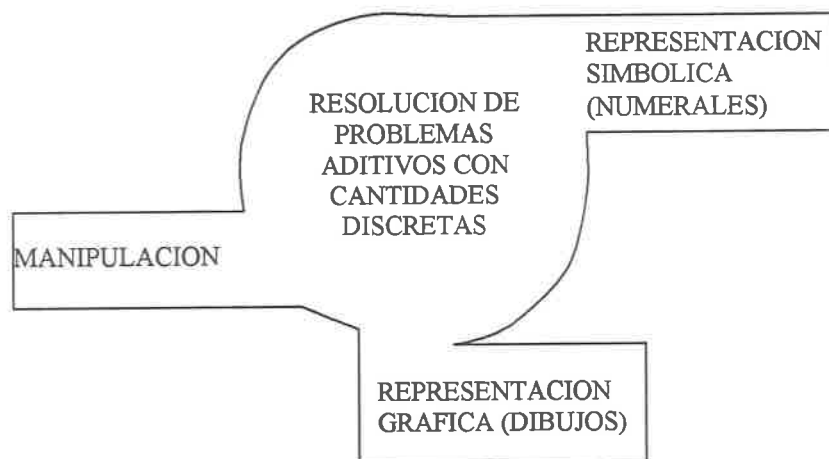 REPRESENTACION
SIMBOLICA
(NUMERALES)
RESOLUCION DE
PROBLEMAS
ADITIVOS CON
CANTIDADES
DISCRETAS
MANIPULACION
REPRESENTACION
GRAFICA (DIBUJOS)